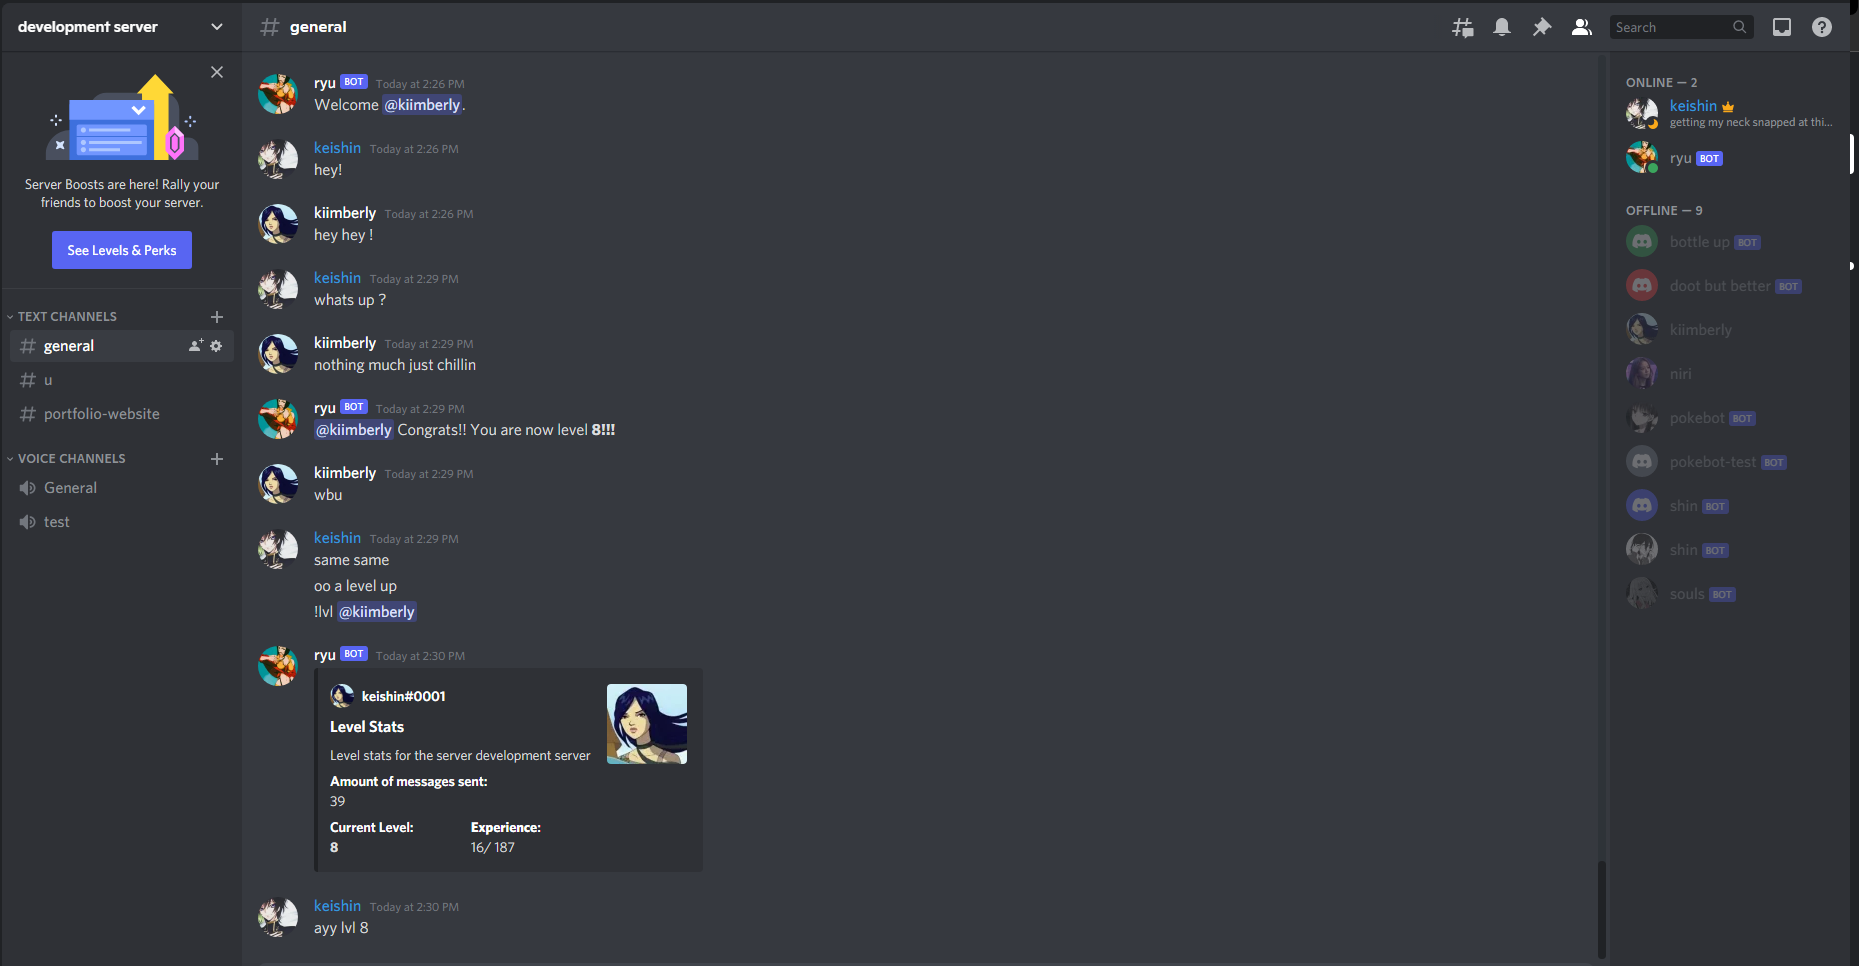 development server
Server Boosts are here! Rally your
friends to boost your server.
See Levels & Perks
TEXT CHANNELS
general
u
portfolio-website
VOICE CHANNELS
General
test
general
Search
ryu BOT Today at 2:26 PM
Welcome @kiimberly.
keishin Today at 2:26 PM
hey!
kiimberly Today at 2:26 PM
hey hey !
keishin Today at 2:29 PM
whats up ?
kiimberly Today at 2:29 PM
nothing much just chillin
ryu BOT Today at 2:29 PM
@kiimberly Congrats!! You are now level 8!!!
kiimberly Today at 2:29 PM
wbu
keishin Today at 2:29 PM
same same
oo a level up
!lvl @kiimberly
ryu BOT Today at 2:30 PM
keishin#0001
Level Stats
Level stats for the server development server
Amount of messages sent:
39
Current Level: Experience:
8 16/ 187
keishin Today at 2:30 PM
ayy lvl 8
ONLINE — 2
keishin
getting my neck snapped at thi...
ryu BOT
OFFLINE — 9
bottle up BOT
doot but better BOT
kiimberly
niri
pokebot BOT
pokebot-test BOT
shin BOT
shin BOT
souls BOT